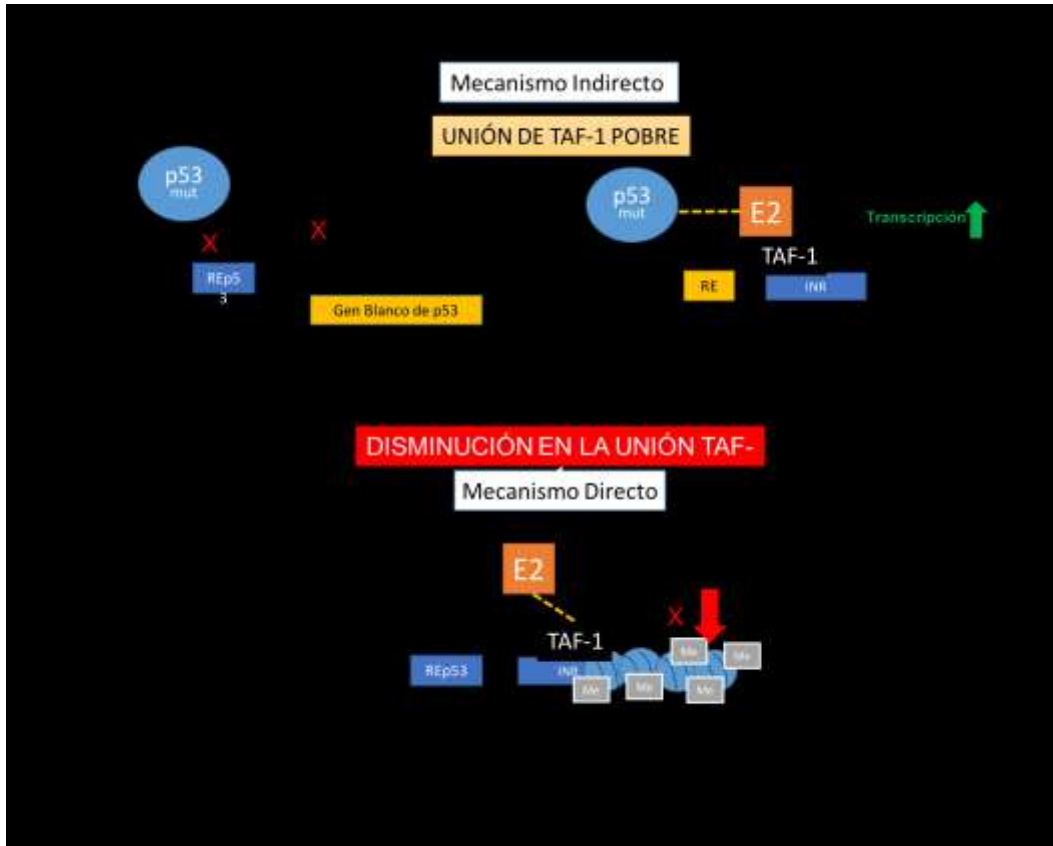 Mecanismo Indirecto
UNIÓN DE TAF-1 POBRE
p53
mut
X
X
REp5
3
Gen Blanco de p53
p53
mut
E2
Transcripción
TAF-1
RE
INR
DISMINUCIÓN EN LA UNIÓN TAF-
Mecanismo Directo
E2
X
TAF-1
REp53
INR
Me
Me
Me
Me
Me